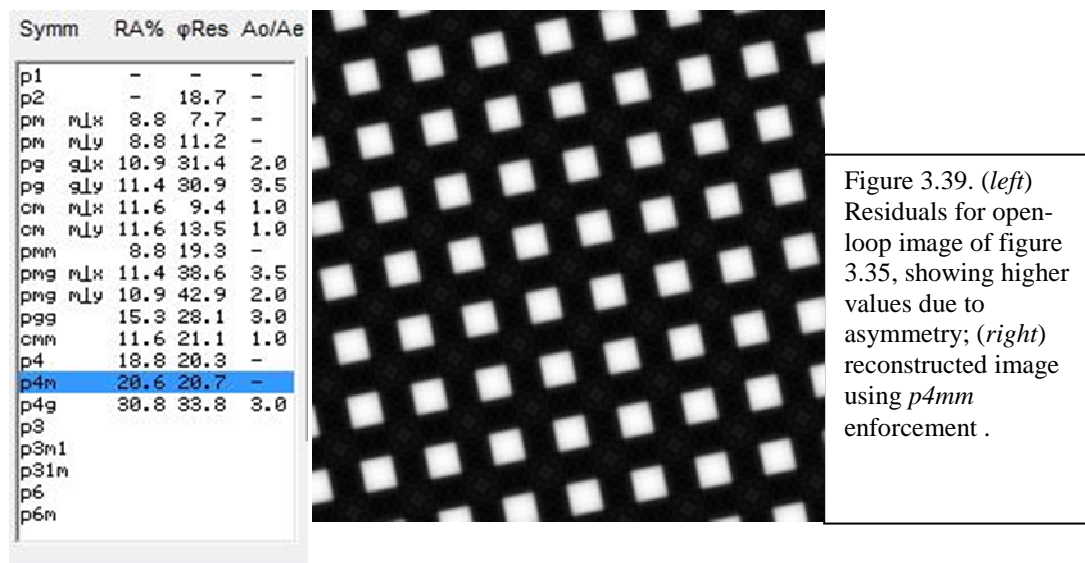 Symm RA% φRes Ao/Ae
p1 - - -
p2 - 18.7 -
pm m⊥x 8.8 7.7 -
pm m⊥y 8.8 11.2 -
pg g⊥x 10.9 31.4 2.0
pg g⊥y 11.4 30.9 3.5
cm m⊥x 11.6 9.4 1.0
cm m⊥y 11.6 13.5 1.0
pmm 8.8 19.3 -
pmg m⊥x 11.4 38.6 3.5
pmg m⊥y 10.9 42.9 2.0
pgg 15.3 28.1 3.0
cmm 11.6 21.1 1.0
p4 18.8 20.3 -
p4m 20.6 20.7 -
p4g 30.8 33.8 3.0
p3
p3m1
p31m
p6
p6m
Figure 3.39. (left)
Residuals for open-
loop image of figure
3.35, showing higher
values due to
asymmetry; (right)
reconstructed image
using p4mm
enforcement .